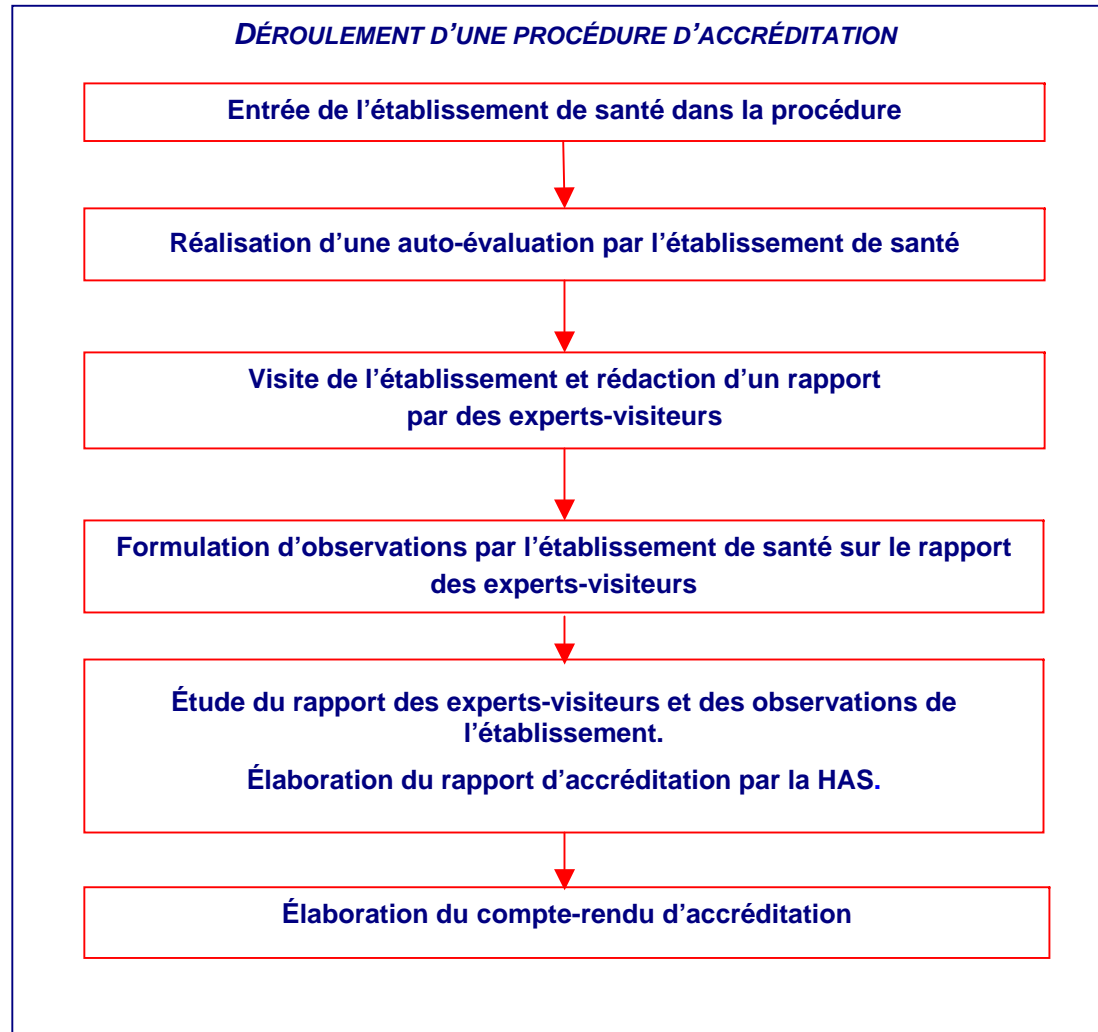 DÉROULEMENT D’UNE PROCÉDURE D’ACCRÉDITATION
Entrée de l’établissement de santé dans la procédure
Réalisation d’une auto-évaluation par l’établissement de santé
Visite de l’établissement et rédaction d’un rapport
par des experts-visiteurs
Formulation d’observations par l’établissement de santé sur le rapport
des experts-visiteurs
Étude du rapport des experts-visiteurs et des observations de
l’établissement.
Élaboration du rapport d’accréditation par la HAS.
Élaboration du compte-rendu d’accréditation